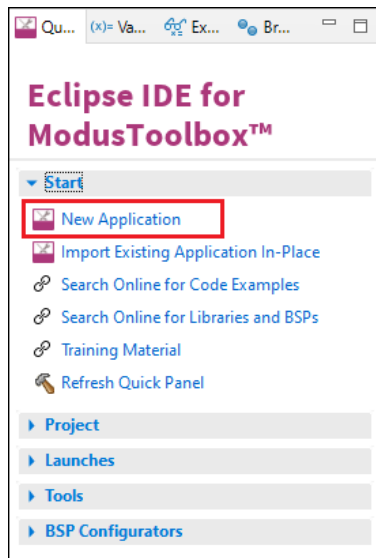 Qu... (x)= Va... Ex... Br...
Eclipse IDE for
ModusToolbox™
Start
New Application
Import Existing Application In-Place
Search Online for Code Examples
Search Online for Libraries and BSPs
Training Material
Refresh Quick Panel
Project
Launches
Tools
BSP Configurators